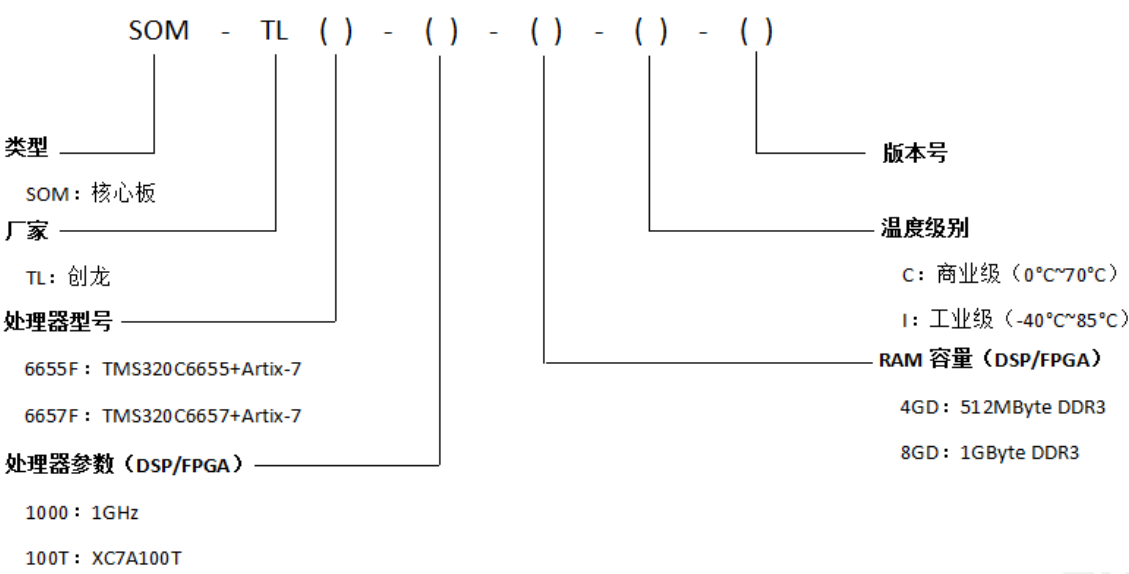 SOM - TL ( ) - ( ) - ( ) - ( ) - ( )
类型
SOM：核心板
厂家
TL：创龙
处理器型号
6655F：TMS320C6655+Artix-7
6657F：TMS320C6657+Artix-7
处理器参数（DSP/FPGA）
1000：1GHz
100T：XC7A100T
版本号
温度级别
C：商业级（0°C~70°C）
I：工业级（-40°C~85°C）
RAM 容量（DSP/FPGA）
4GD：512MByte DDR3
8GD：1GByte DDR3